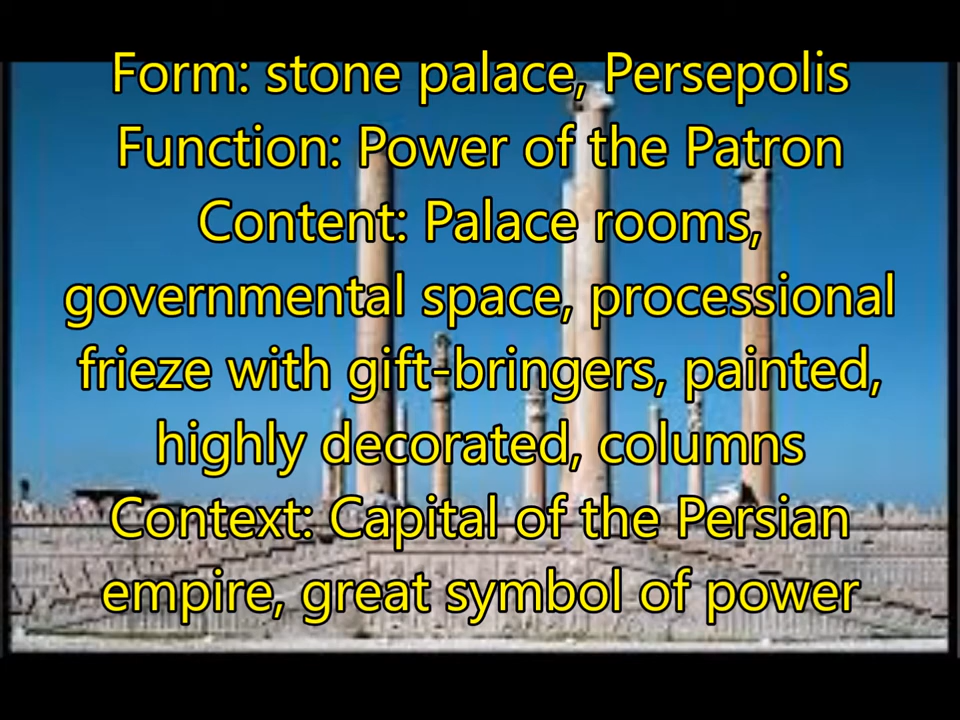 Form: stone palace, Persepolis
Function: Power of the Patron
Content: Palace rooms,
governmental space, processional
frieze with gift-bringers, painted,
highly decorated, columns
Context: Capital of the Persian
empire, great symbol of power